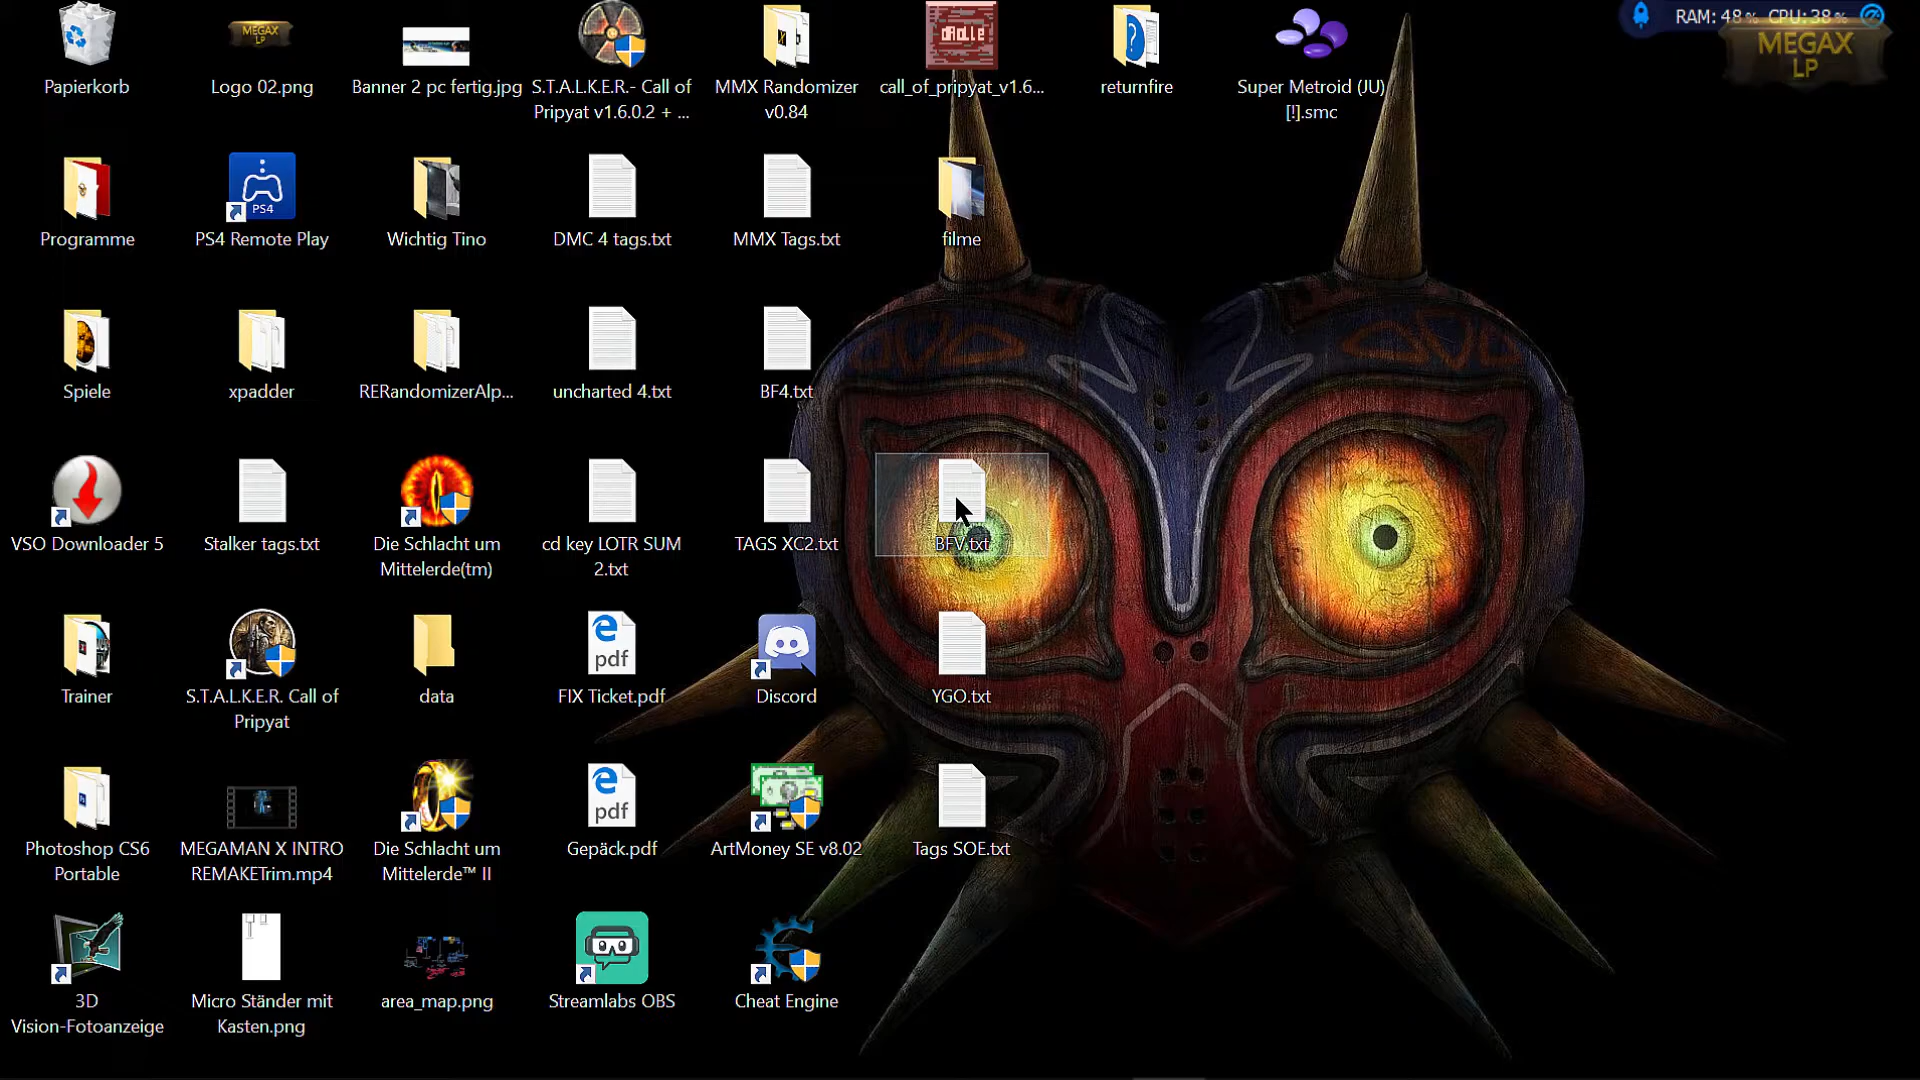 RAM: 48% CPU: 38%
MEGAX
LP
MEGAX
LP
Papierkorb
Logo 02.png
Banner 2 pc fertig.jpg
S.T.A.L.K.E.R.- Call of
Pripyat v1.6.0.2 + ...
MMX Randomizer
v0.84
call_of_pripyat_v1.6...
returnfire
Super Metroid (JU)
[!].smc
PS4
Programme
PS4 Remote Play
Wichtig Tino
DMC 4 tags.txt
MMX Tags.txt
filme
Spiele
xpadder
RERandomizerAlp...
uncharted 4.txt
BF4.txt
VSO Downloader 5
Stalker tags.txt
Die Schlacht um
Mittelerde(tm)
cd key LOTR SUM
2.txt
TAGS XC2.txt
BFV.txt
pdf
Trainer
S.T.A.L.K.E.R. Call of
Pripyat
data
FIX Ticket.pdf
Discord
YGO.txt
pdf
Photoshop CS6
Portable
MEGAMAN X INTRO
REMAKETrim.mp4
Die Schlacht um
Mittelerde™ II
Gepäck.pdf
ArtMoney SE v8.02
Tags SOE.txt
3D
Vision-Fotoanzeige
Micro Ständer mit
Kasten.png
area_map.png
Streamlabs OBS
Cheat Engine